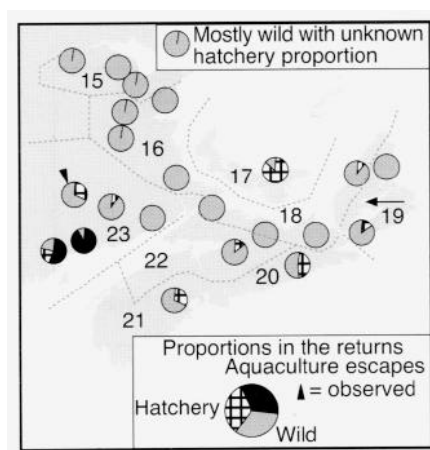 Mostly wild with unknown
hatchery proportion
15
16
17
18
19
23
22
20
21
Proportions in the returns
Aquaculture escapes
= observed
Hatchery
Wild